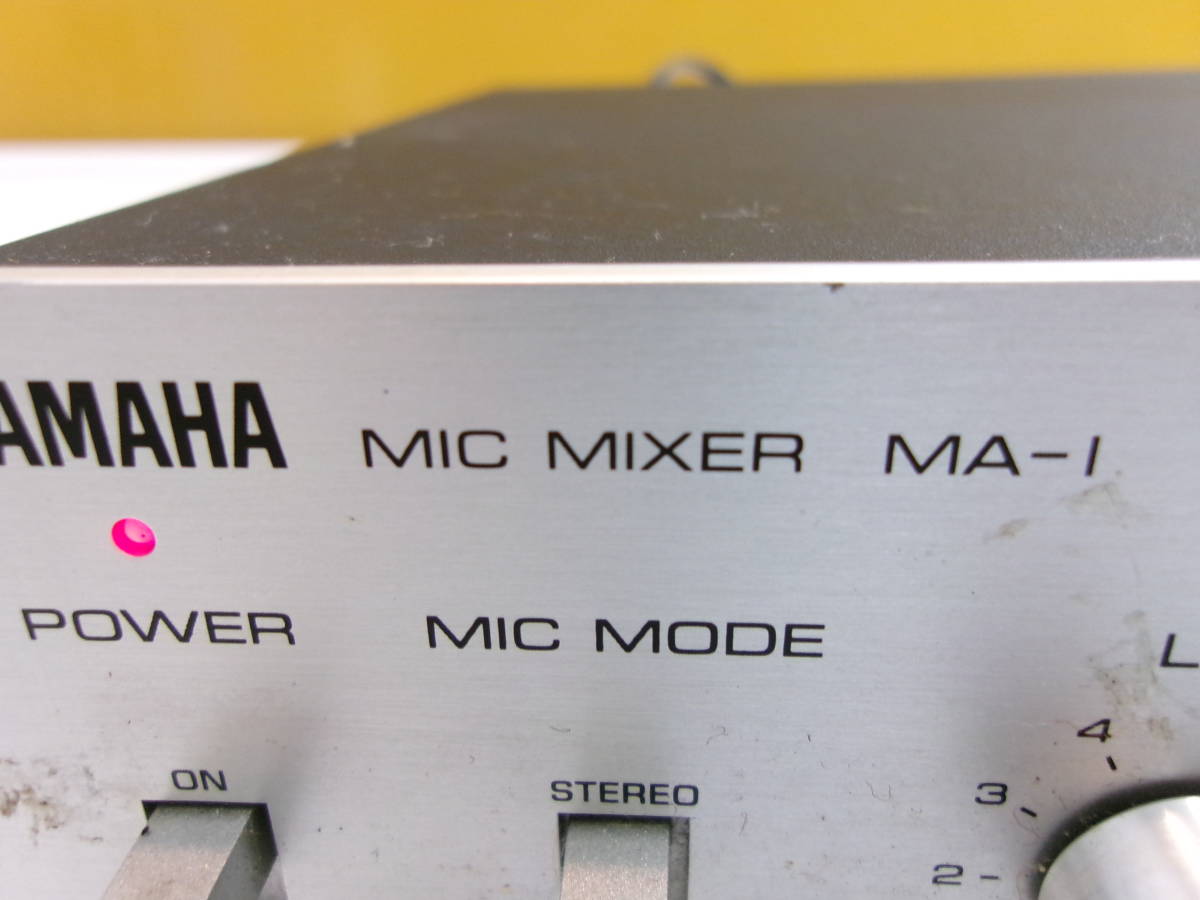 AMAHA MIC MIXER MA-1
POWER MIC MODE L
ON STEREO
4
3
2